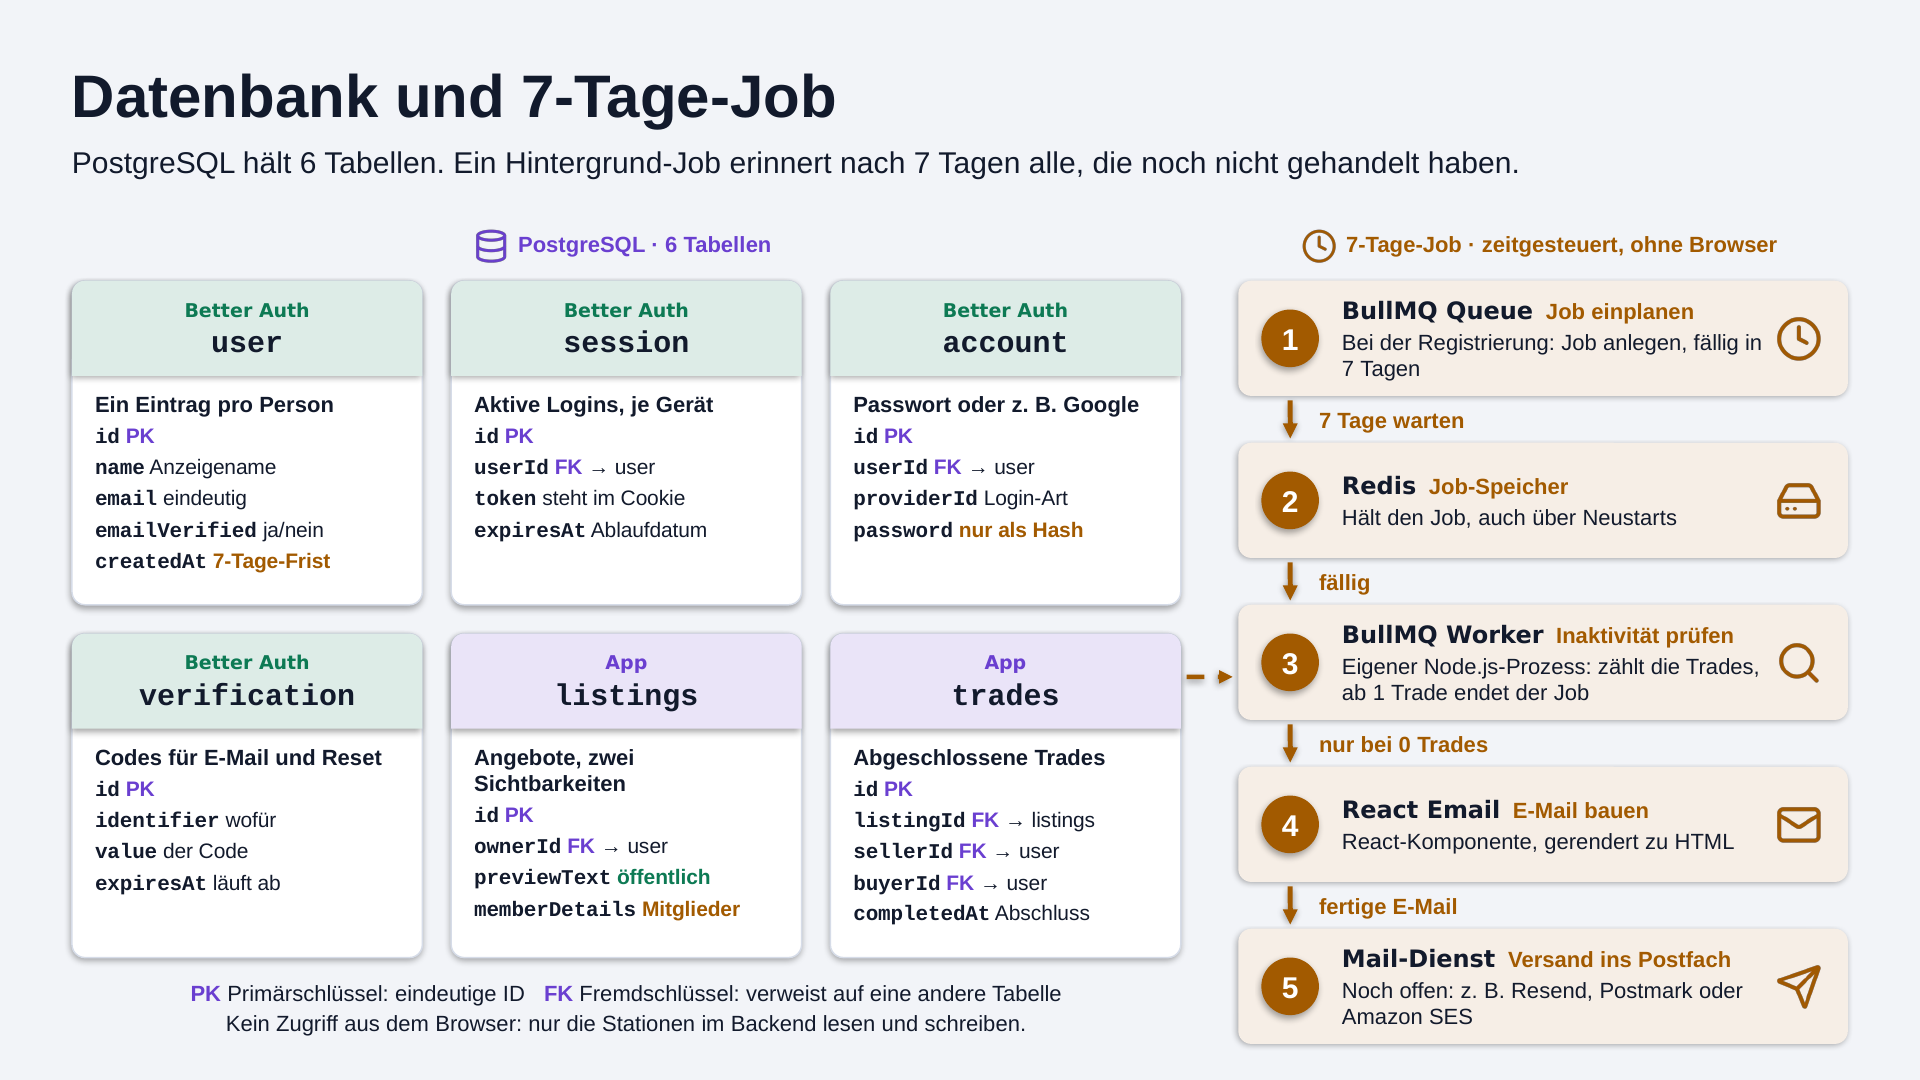 Datenbank und 7-Tage-Job
PostgreSQL hält 6 Tabellen. Ein Hintergrund-Job erinnert nach 7 Tagen alle, die noch nicht gehandelt haben.
PostgreSQL · 6 Tabellen
Better Auth
user
Ein Eintrag pro Person
id PK
name Anzeigename
email eindeutig
emailVerified ja/nein
createdAt 7-Tage-Frist
Better Auth
session
Aktive Logins, je Gerät
id PK
userId FK → user
token steht im Cookie
expiresAt Ablaufdatum
Better Auth
account
Passwort oder z. B. Google
id PK
userId FK → user
providerId Login-Art
password nur als Hash
Better Auth
verification
Codes für E-Mail und Reset
id PK
identifier wofür
value der Code
expiresAt läuft ab
App
listings
Angebote, zwei
Sichtbarkeiten
id PK
ownerId FK → user
previewText öffentlich
memberDetails Mitglieder
App
trades
Abgeschlossene Trades
id PK
listingId FK → listings
sellerId FK → user
buyerId FK → user
completedAt Abschluss
PK Primärschlüssel: eindeutige ID FK Fremdschlüssel: verweist auf eine andere Tabelle
Kein Zugriff aus dem Browser: nur die Stationen im Backend lesen und schreiben.
7-Tage-Job · zeitgesteuert, ohne Browser
1
BullMQ Queue Job einplanen
Bei der Registrierung: Job anlegen, fällig in
7 Tagen
7 Tage warten
2
Redis Job-Speicher
Hält den Job, auch über Neustarts
fällig
3
BullMQ Worker Inaktivität prüfen
Eigener Node.js-Prozess: zählt die Trades,
ab 1 Trade endet der Job
nur bei 0 Trades
4
React Email E-Mail bauen
React-Komponente, gerendert zu HTML
fertige E-Mail
5
Mail-Dienst Versand ins Postfach
Noch offen: z. B. Resend, Postmark oder
Amazon SES